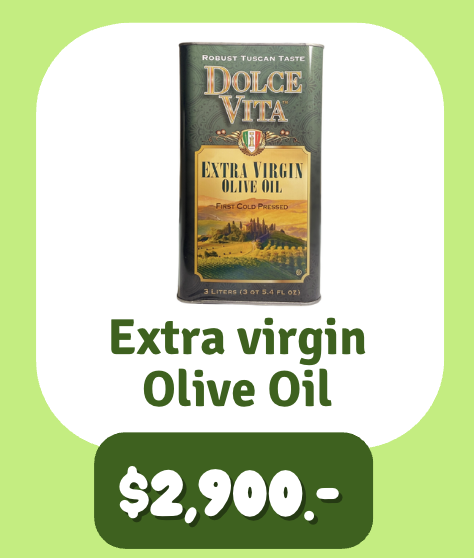 ROBUST TUSCAN TASTE
DOLCE
VITA™
EXTRA VIRGIN
OLIVE OIL
FIRST COLD PRESSED
3 LITERS (3 QT 5.4 FL OZ)
Extra virgin
Olive Oil
$2,900.-